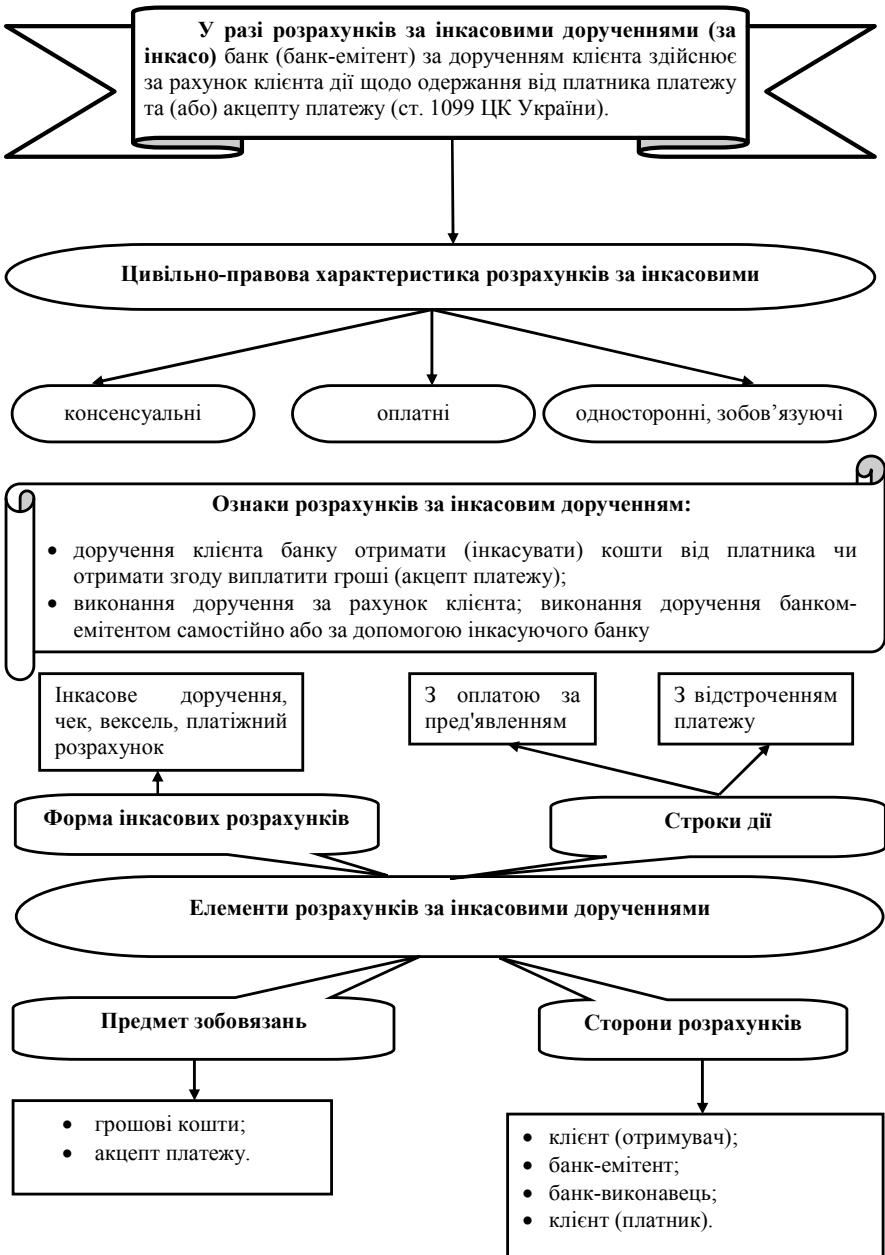 У разі розрахунків за інкасовими дорученнями (за
інкасо) банк (банк-емітент) за дорученням клієнта здійснює
за рахунок клієнта дії щодо одержання від платника платежу
та (або) акцепту платежу (ст. 1099 ЦК України).
Цивільно-правова характеристика розрахунків за інкасовими
консенсуальні
оплатні
односторонні, зобов’язуючі
Ознаки розрахунків за інкасовим дорученням:
• доручення клієнта банку отримати (інкасувати) кошти від платника чи
отримати згоду виплатити гроші (акцепт платежу);
• виконання доручення за рахунок клієнта; виконання доручення банком-
емітентом самостійно або за допомогою інкасуючого банку
Інкасове доручення,
чек, вексель, платіжний
розрахунок
З оплатою за
пред'явленням
З відстроченням
платежу
Форма інкасових розрахунків
Строки дії
Елементи розрахунків за інкасовими дорученнями
Предмет зобовязань
Сторони розрахунків
• грошові кошти;
• акцепт платежу.
• клієнт (отримувач);
• банк-емітент;
• банк-виконавець;
• клієнт (платник).